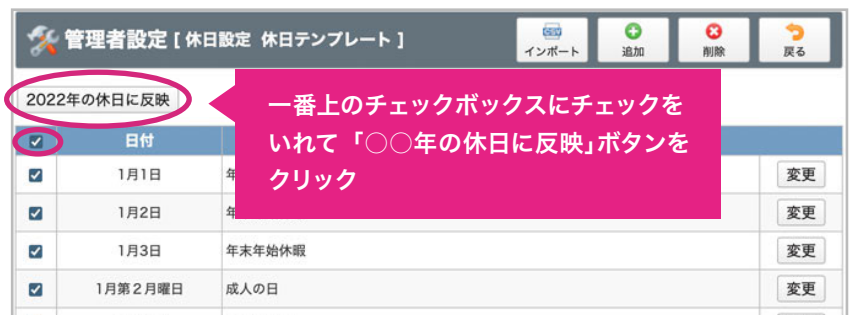 管理者設定 [ 休日設定 休日テンプレート ]
インポート
追加
削除
戻る
2022年の休日に反映
一番上のチェックボックスにチェックを
いれて「○○年の休日に反映」ボタンを
クリック
日付
1月1日 年 変更
1月2日 年 変更
1月3日 年末年始休暇 変更
1月第2月曜日 成人の日 変更